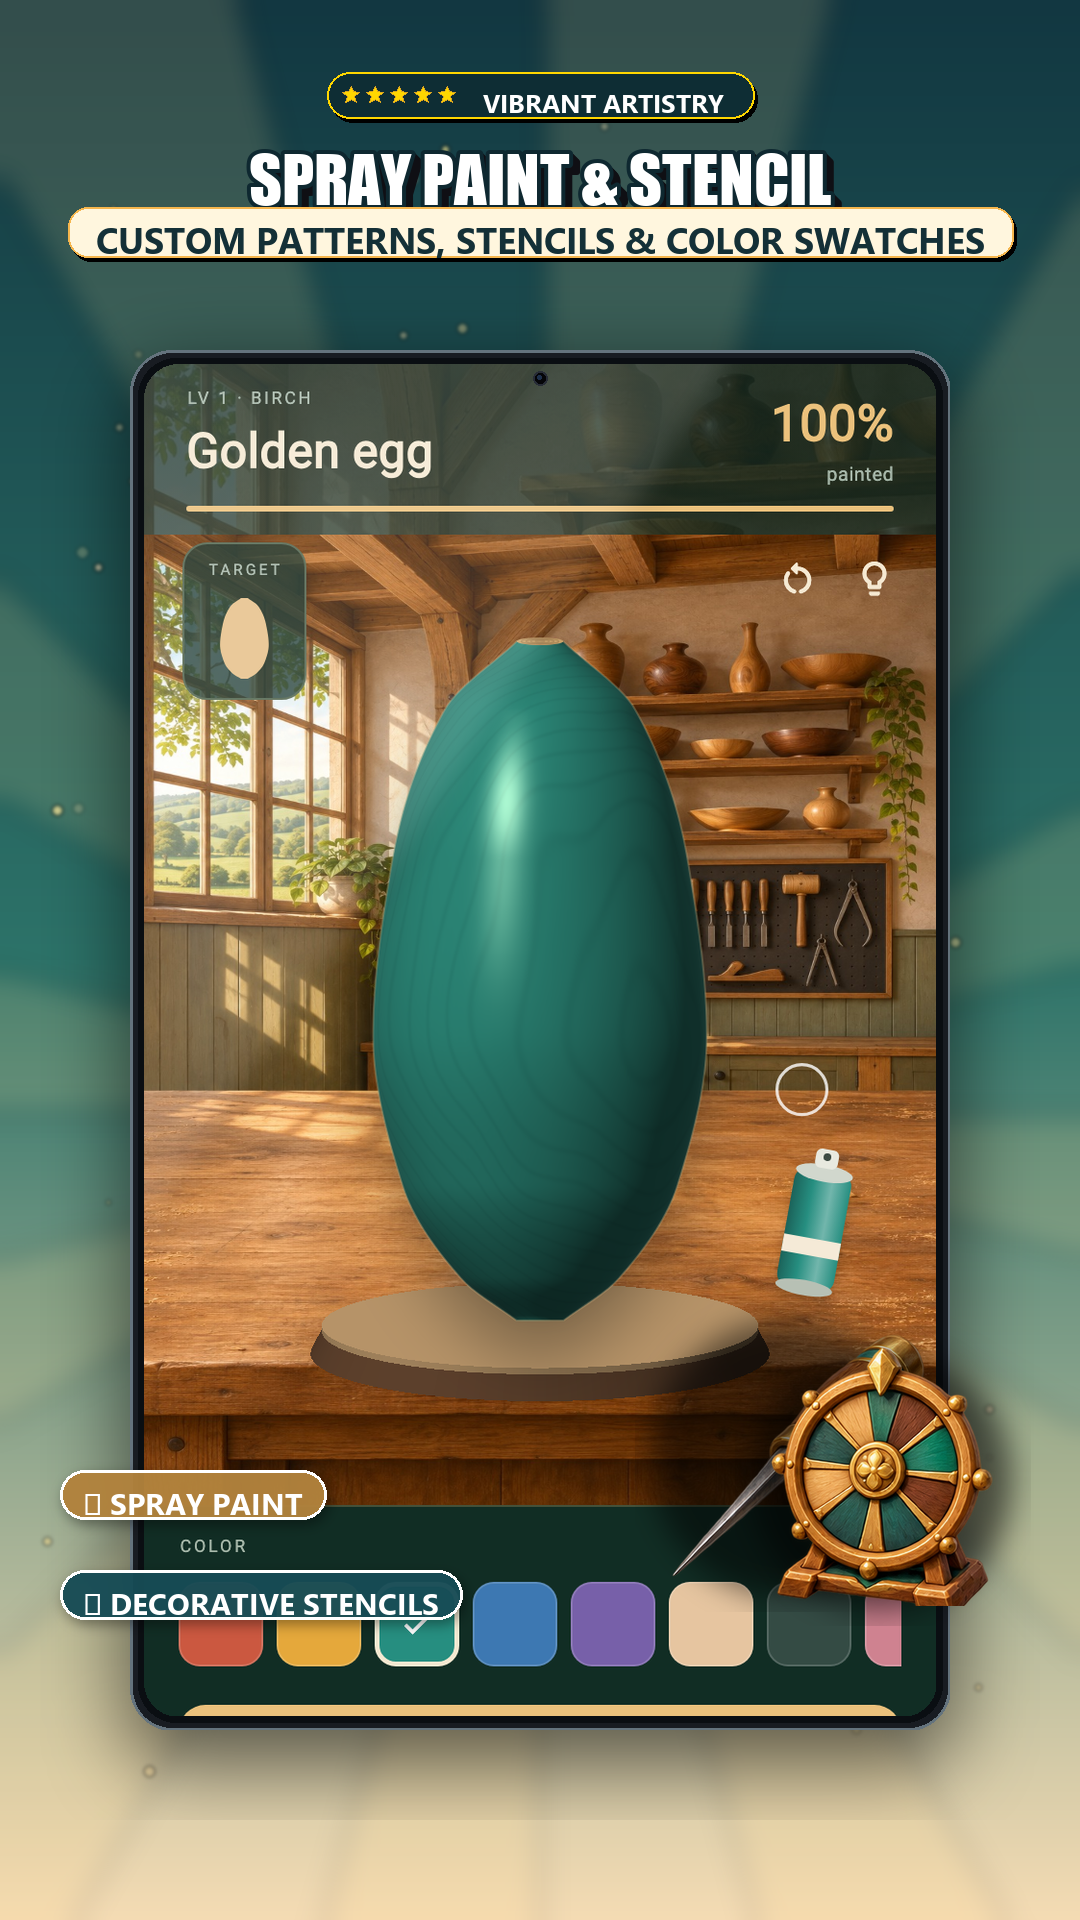 VIBRANT ARTISTRY
SPRAY PAINT & STENCIL
CUSTOM PATTERNS, STENCILS & COLOR SWATCHES
LV 1 · BIRCH
Golden egg
100%
painted
TARGET
SPRAY PAINT
COLOR
DECORATIVE STENCILS